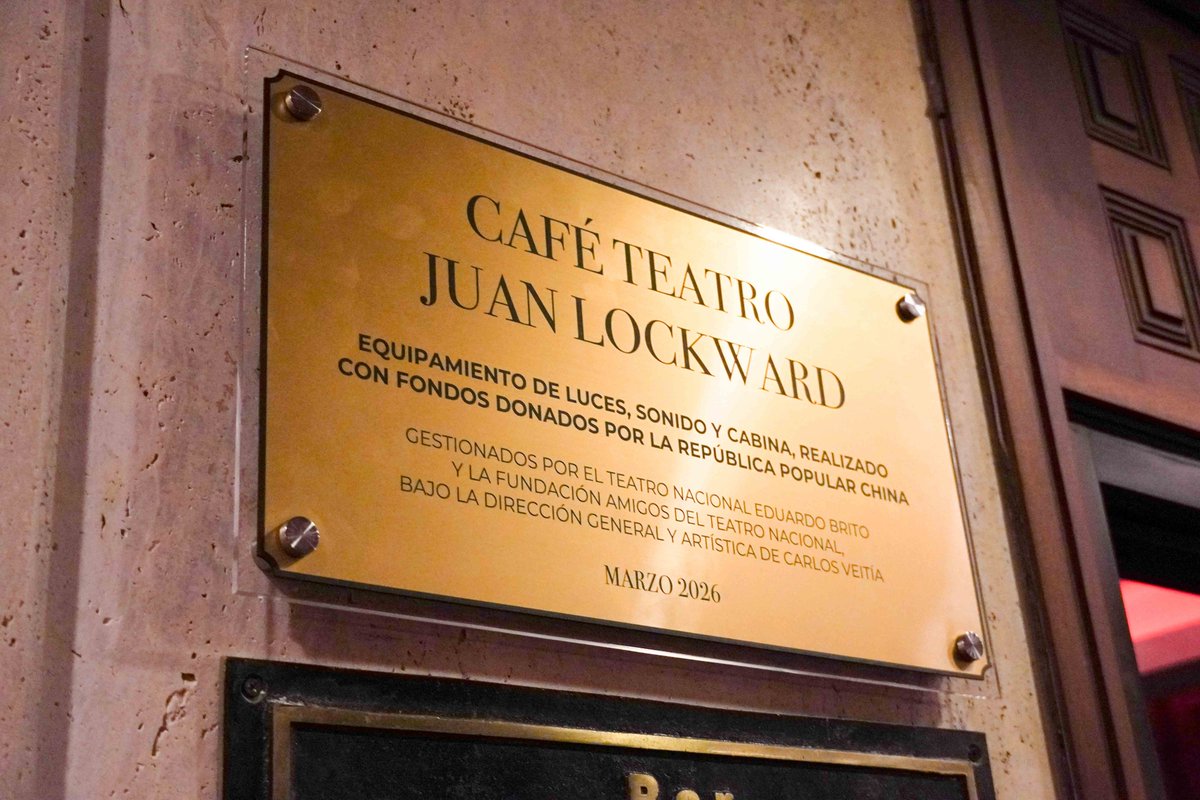 CAFÉ TEATRO
JUAN LOCKWARD
EQUIPAMIENTO DE LUCES, SONIDO Y CABINA, REALIZADO
CON FONDOS DONADOS POR LA REPÚBLICA POPULAR CHINA
GESTIONADOS POR EL TEATRO NACIONAL EDUARDO BRITO
Y LA FUNDACIÓN AMIGOS DEL TEATRO NACIONAL,
BAJO LA DIRECCIÓN GENERAL Y ARTÍSTICA DE CARLOS VEITÍA
MARZO 2026
Bar